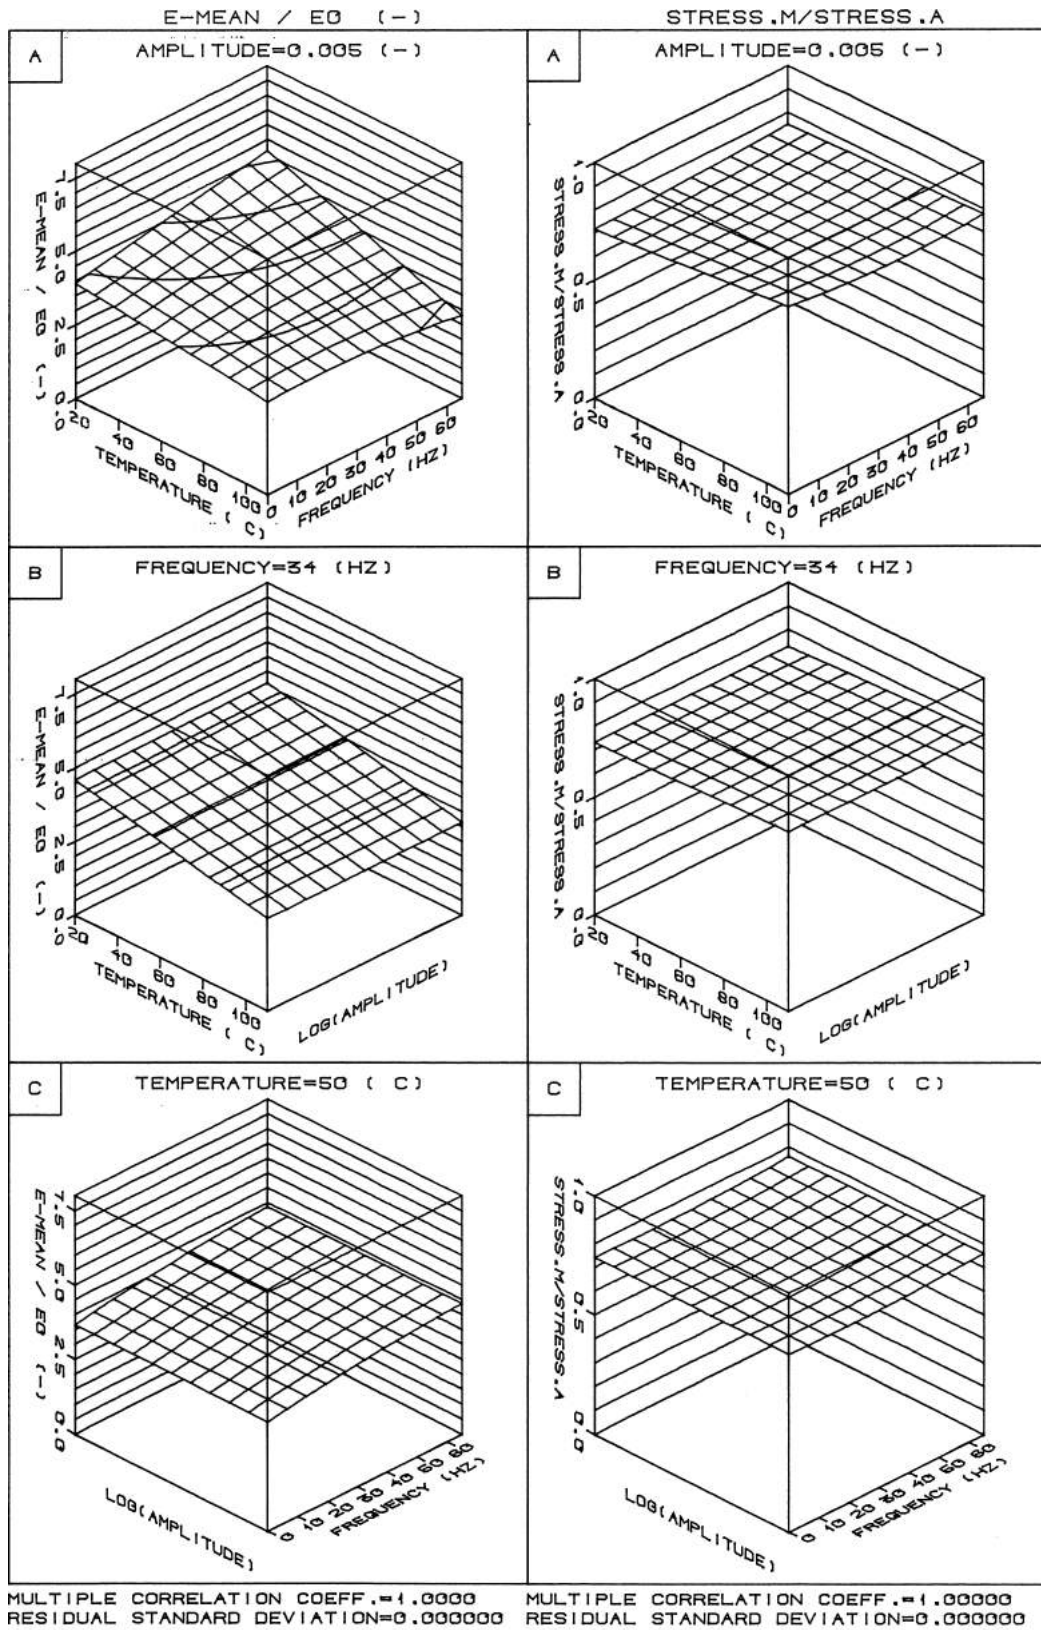 E-MEAN / E0 (-)
STRESS.M/STRESS.A
A
AMPLITUDE=0.005 (-)
E-MEAN / E0 (-)
7.5
5.0
2.5
0.0
20
40
60
80
100
TEMPERATURE ( C)
0 10 20 30 40 50 60
FREQUENCY (HZ)
A
AMPLITUDE=0.005 (-)
STRESS.M/STRESS.A
1.0
0.5
0.0
20
40
60
80
100
TEMPERATURE ( C)
0 10 20 30 40 50 60
FREQUENCY (HZ)
B
FREQUENCY=34 (HZ)
E-MEAN / E0 (-)
7.5
5.0
2.5
0.0
20
40
60
80
100
TEMPERATURE ( C)
LOG(AMPLITUDE)
B
FREQUENCY=34 (HZ)
STRESS.M/STRESS.A
1.0
0.5
0.0
20
40
60
80
100
TEMPERATURE ( C)
LOG(AMPLITUDE)
C
TEMPERATURE=50 ( C)
E-MEAN / E0 (-)
7.5
5.0
2.5
0.0
LOG(AMPLITUDE)
0 10 20 30 40 50 60
FREQUENCY (HZ)
C
TEMPERATURE=50 ( C)
STRESS.M/STRESS.A
1.0
0.5
0.0
LOG(AMPLITUDE)
0 10 20 30 40 50 60
FREQUENCY (HZ)
MULTIPLE CORRELATION COEFF.=1.0000
RESIDUAL STANDARD DEVIATION=0.000000
MULTIPLE CORRELATION COEFF.=1.00000
RESIDUAL STANDARD DEVIATION=0.000000